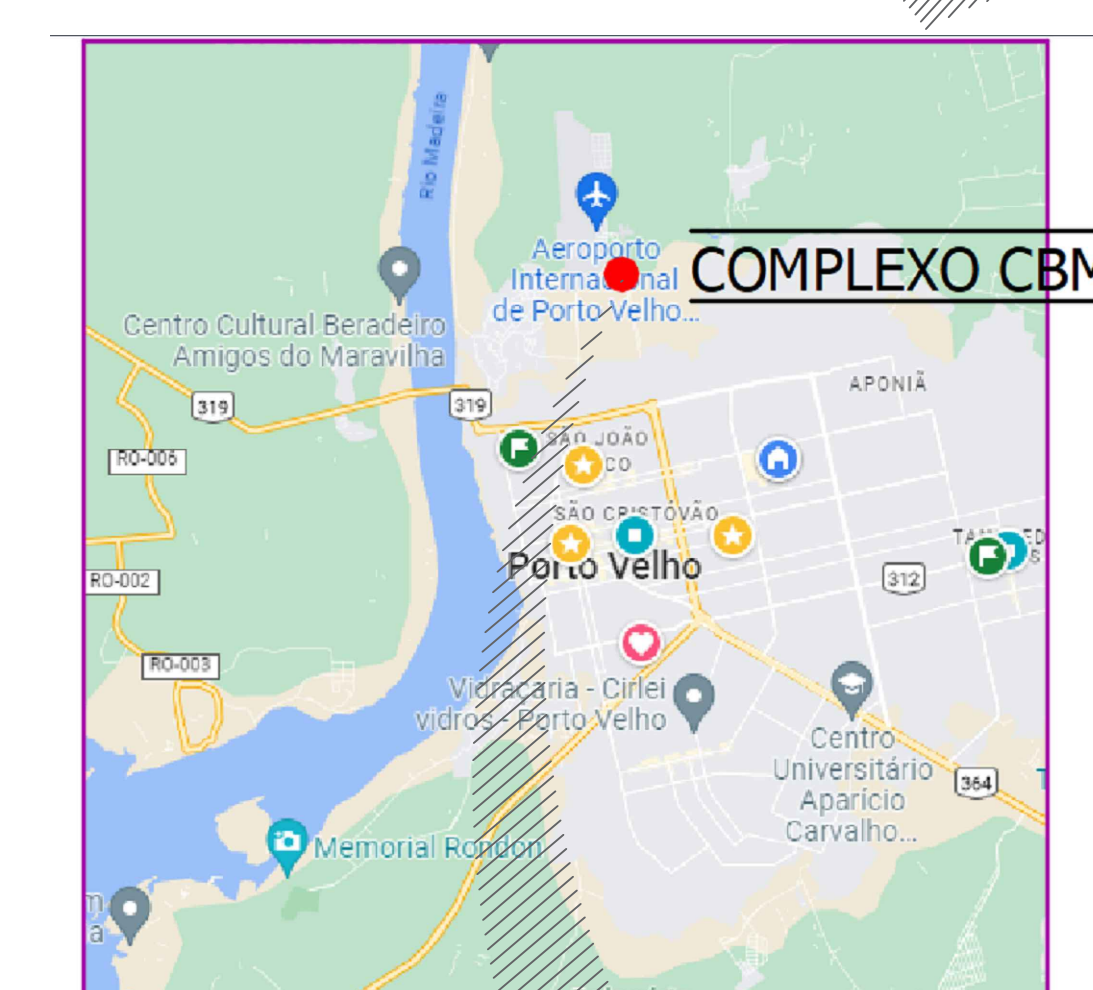 Rio Madeira
Aeroporto
Internacional
de Porto Velho...
COMPLEXO CBM
Centro Cultural Beradeiro
Amigos do Maravilha
319
319
APONIÃ
SÃO JOÃO
CO
RO-006
SÃO CRISTÓVÃO
Porto Velho
312
RO-002
RO-003
Vidraçaria - Cirlei
vidros - Porto Velho
Centro
Universitário
Aparício
Carvalho...
364
Memorial Rondon